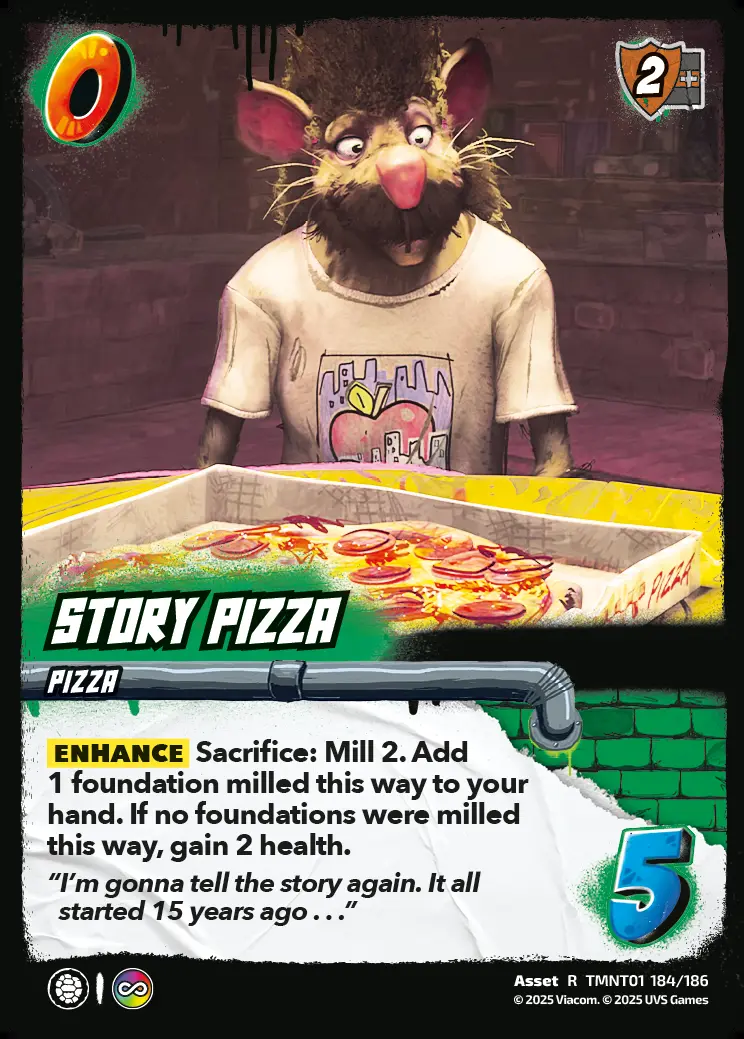 0
2
+
PIZZA
STORY PIZZA
PIZZA
ENHANCE Sacrifice: Mill 2. Add
1 foundation milled this way to your
hand. If no foundations were milled
this way, gain 2 health.
“I’m gonna tell the story again. It all
started 15 years ago . . .”
5
Asset R TMNT01 184/186
© 2025 Viacom. © 2025 UVS Games